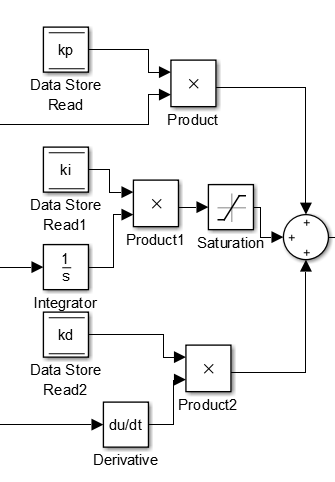 kp
Data Store
Read
×
Product
ki
Data Store
Read1
×
Product1
Saturation
+
+
+
1
s
Integrator
kd
Data Store
Read2
×
Product2
du/dt
Derivative